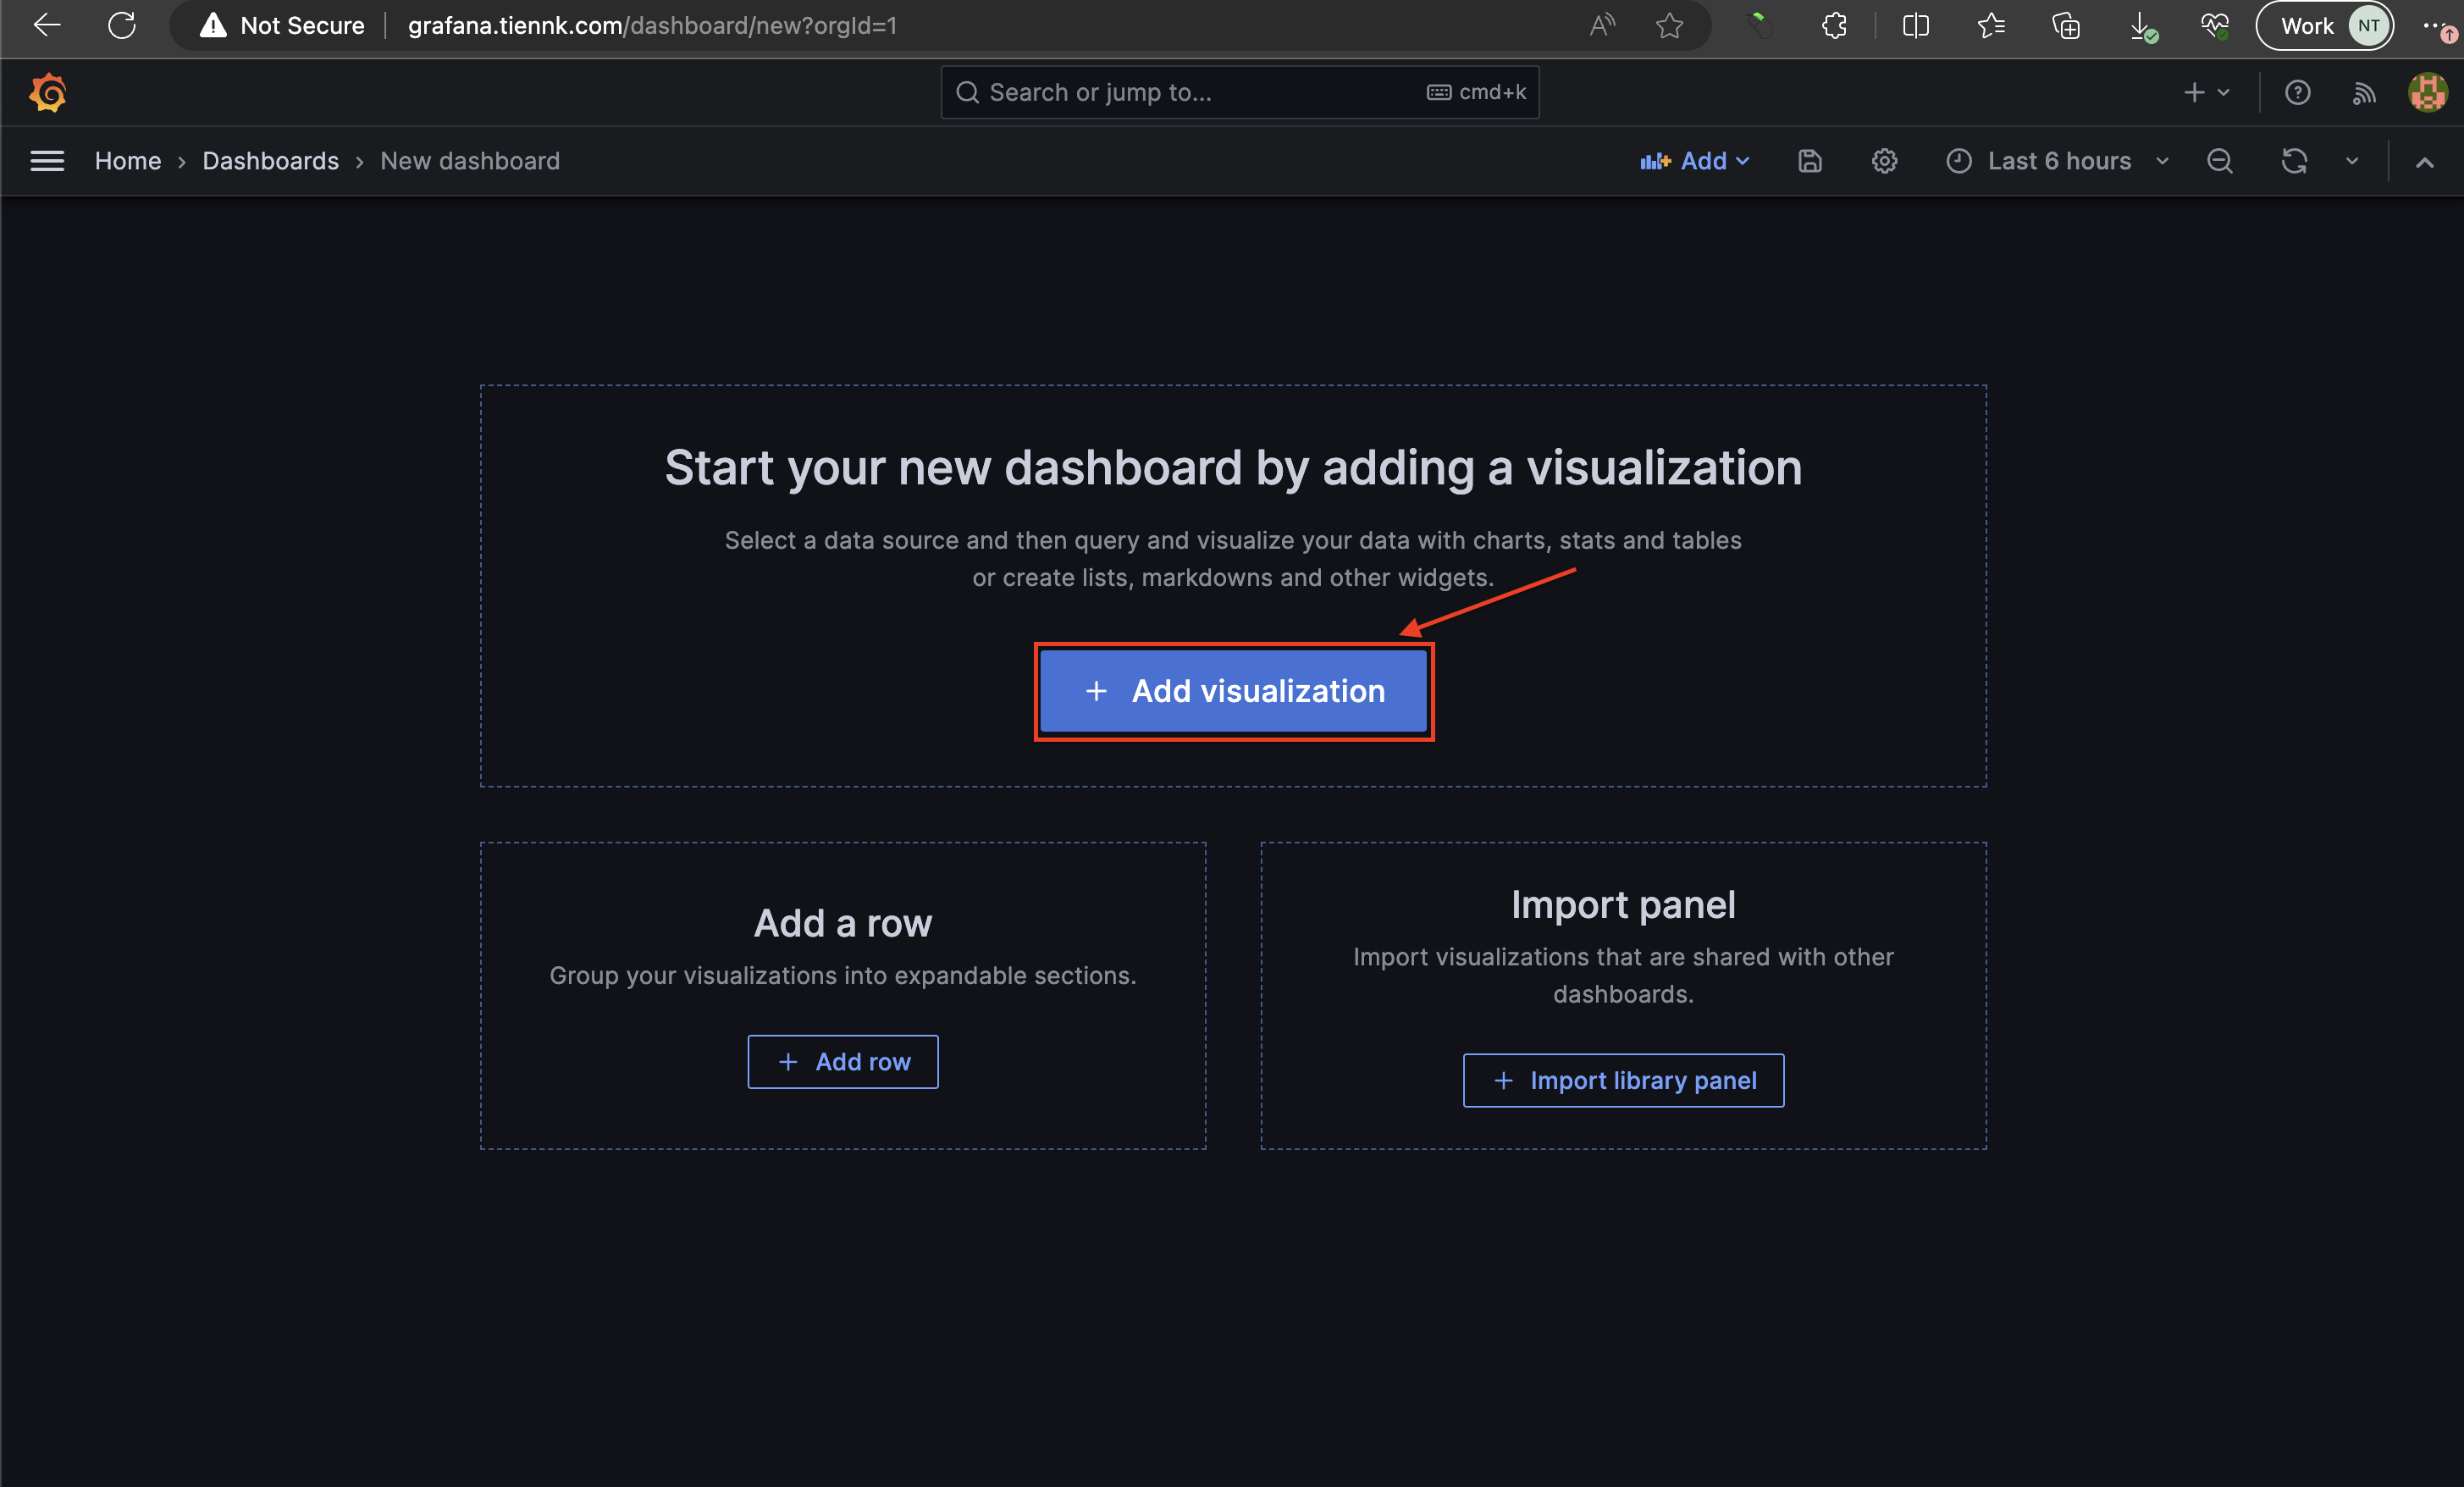 Not Secure grafana.tiennk.com/dashboard/new?orgId=1 Work NT
Search or jump to... cmd+k
Home › Dashboards › New dashboard Add Last 6 hours
Start your new dashboard by adding a visualization
Select a data source and then query and visualize your data with charts, stats and tables
or create lists, markdowns and other widgets.
+ Add visualization
Add a row
Group your visualizations into expandable sections.
+ Add row
Import panel
Import visualizations that are shared with other
dashboards.
+ Import library panel